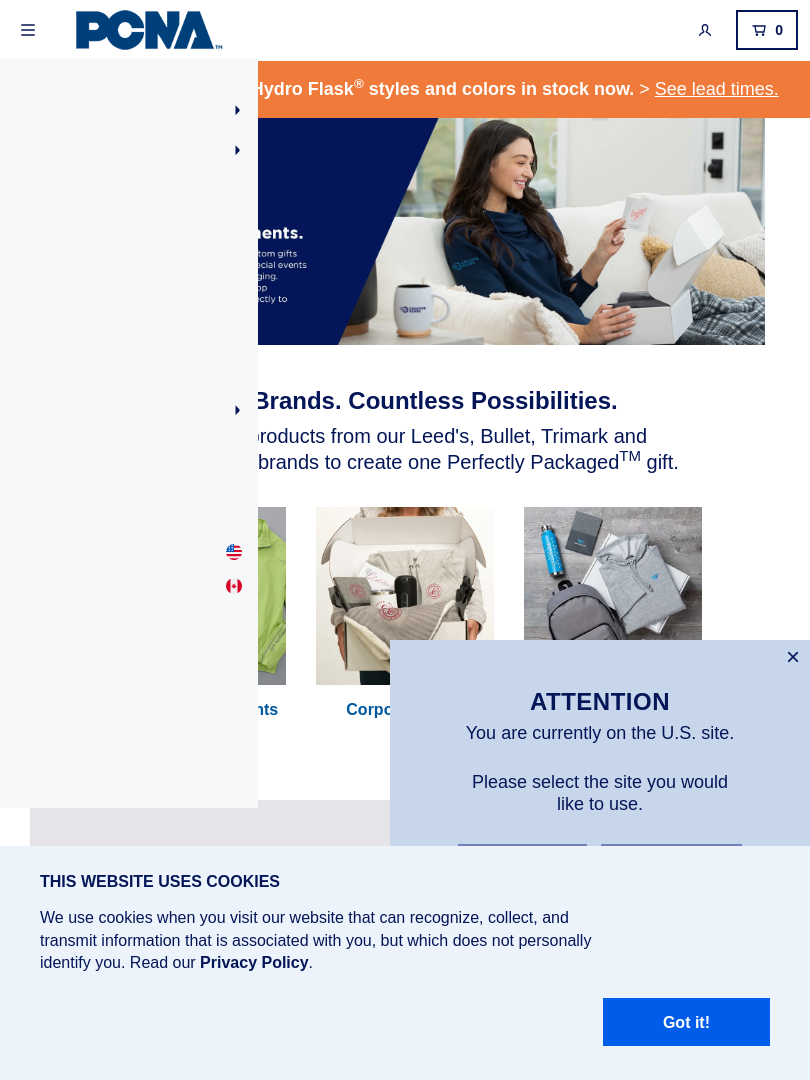 PCNA™
0
Hydro Flask® styles and colors in stock now. > See lead times.
ents.
tom gifts
ecial events
ging.
op
ectly to
Brands. Countless Possibilities.
products from our Leed's, Bullet, Trimark and
brands to create one Perfectly Packaged™ gift.
nts
Corpo
ATTENTION
You are currently on the U.S. site.
Please select the site you would
like to use.
THIS WEBSITE USES COOKIES
We use cookies when you visit our website that can recognize, collect, and
transmit information that is associated with you, but which does not personally
identify you. Read our Privacy Policy.
Got it!